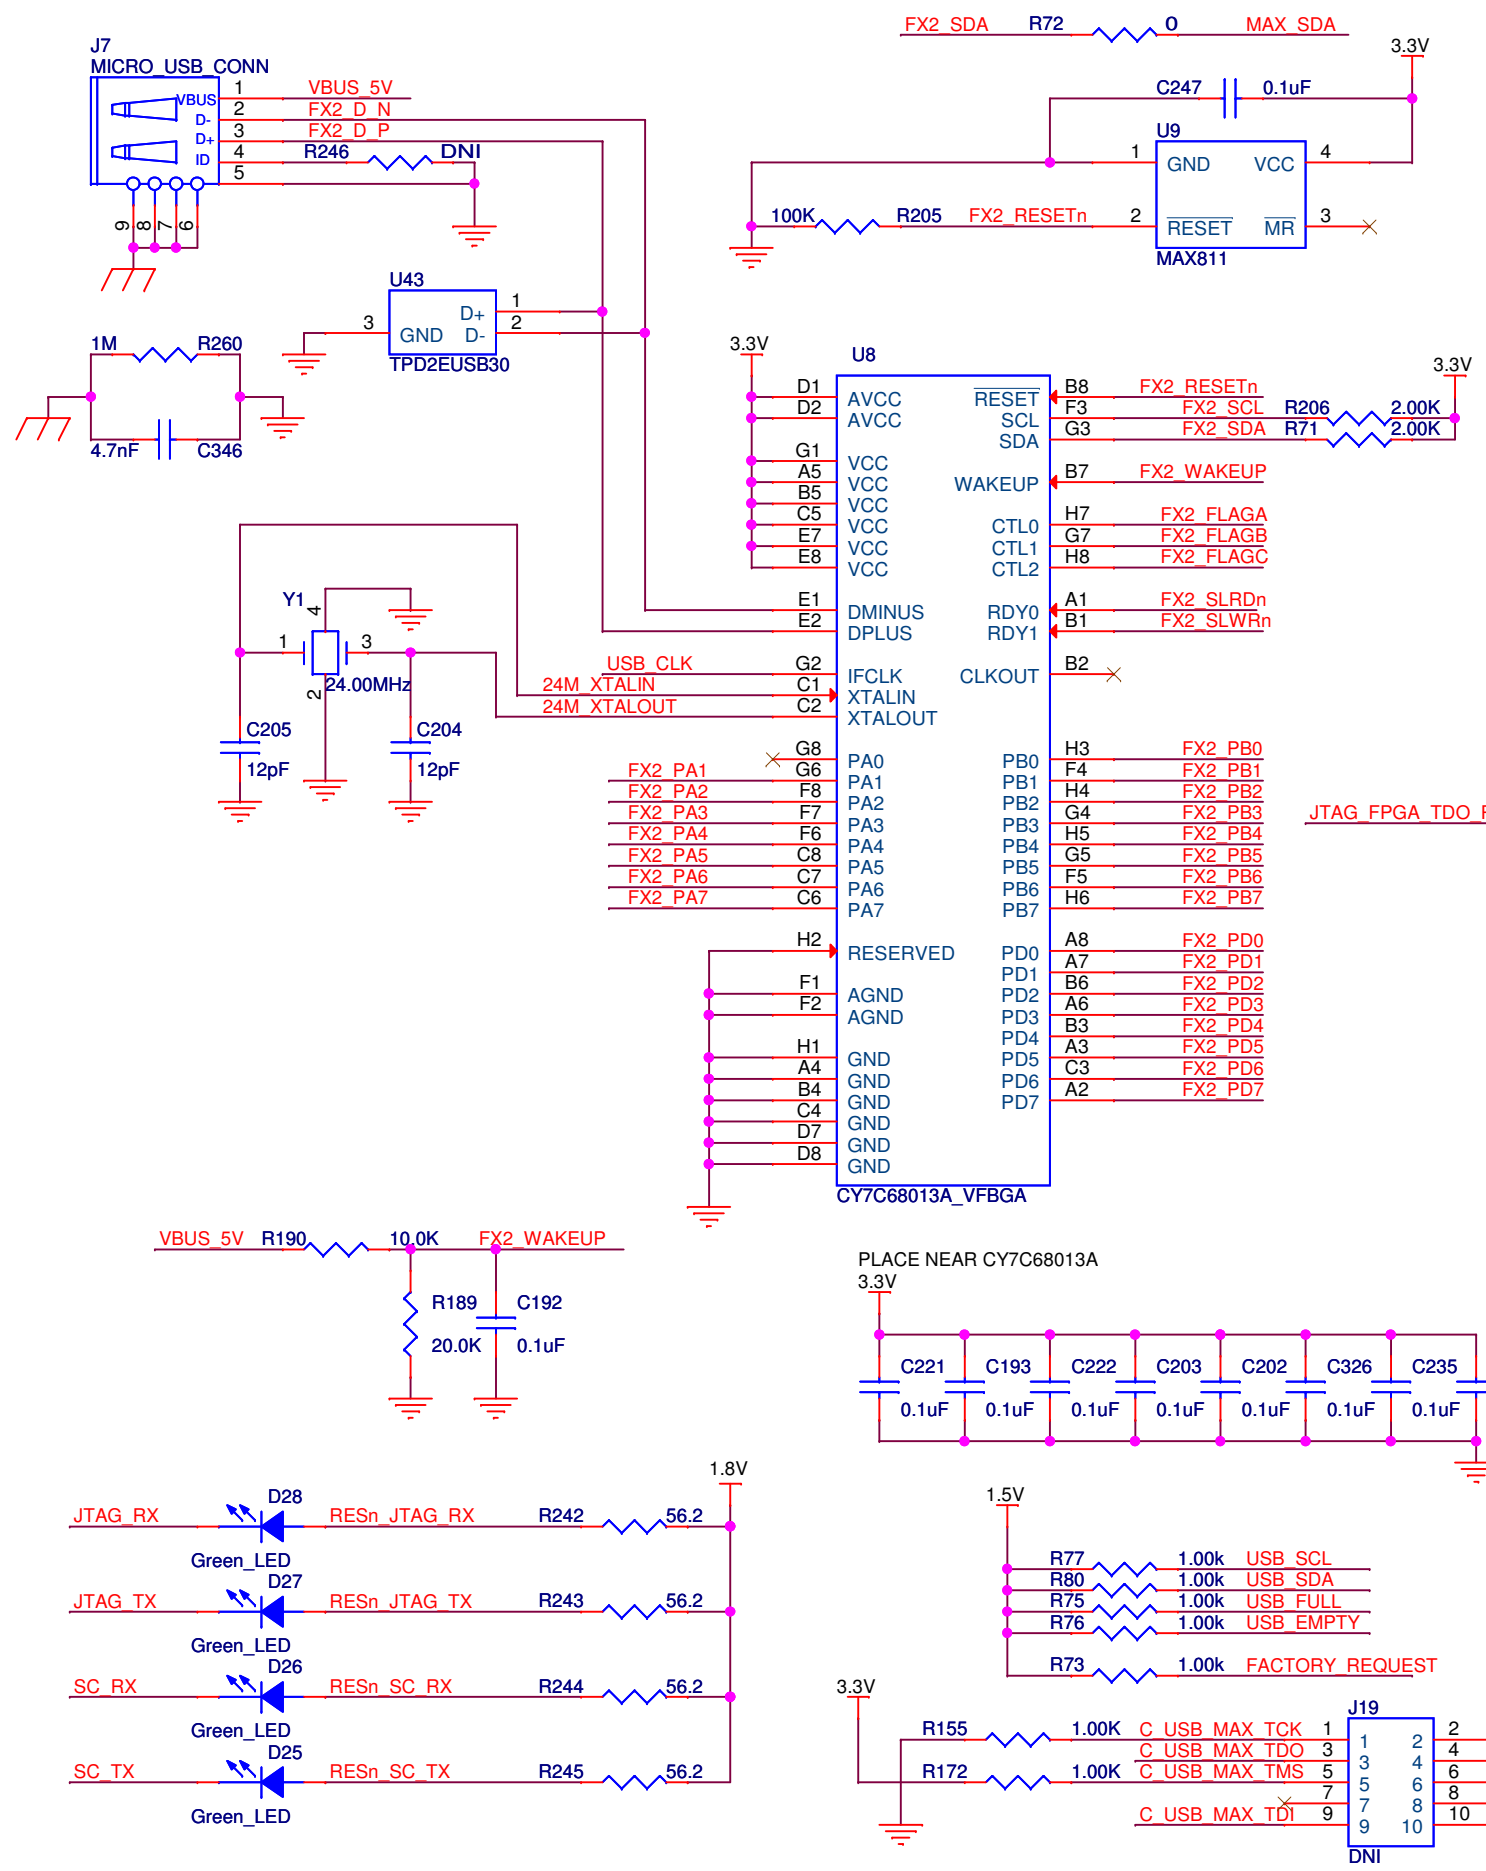 FX2_SDA R72 0 MAX_SDA
3.3V
C247 0.1uF
U9
1 GND VCC 4
2 RESET MR 3
MAX811
100K R205 FX2_RESETn
J7
MICRO_USB_CONN
VBUS 1 VBUS_5V
D- 2 FX2_D_N
D+ 3 FX2_D_P
ID 4 R246 DNI
5
9 8 7 6
U43
D+ 1
3 GND D- 2
TPD2EUSB30
1M R260
4.7nF C346
3.3V
U8
3.3V
D1 AVCC
D2 AVCC
G1 VCC
A5 VCC
B5 VCC
C5 VCC
E7 VCC
E8 VCC
E1 DMINUS
E2 DPLUS
USB_CLK G2 IFCLK
24M_XTALIN C1 XTALIN
24M_XTALOUT C2 XTALOUT
G8 PA0
FX2_PA1 G6 PA1
FX2_PA2 F8 PA2
FX2_PA3 F7 PA3
FX2_PA4 F6 PA4
FX2_PA5 C8 PA5
FX2_PA6 C7 PA6
FX2_PA7 C6 PA7
H2 RESERVED
F1 AGND
F2 AGND
H1 GND
A4 GND
B4 GND
C4 GND
D7 GND
D8 GND
RESET B8 FX2_RESETn
SCL F3 FX2_SCL R206 2.00K
SDA G3 FX2_SDA R71 2.00K
WAKEUP B7 FX2_WAKEUP
CTL0 H7 FX2_FLAGA
CTL1 G7 FX2_FLAGB
CTL2 H8 FX2_FLAGC
RDY0 A1 FX2_SLRDn
RDY1 B1 FX2_SLWRn
CLKOUT B2
PB0 H3 FX2_PB0
PB1 F4 FX2_PB1
PB2 H4 FX2_PB2
PB3 G4 FX2_PB3
PB4 H5 FX2_PB4
PB5 G5 FX2_PB5
PB6 F5 FX2_PB6
PB7 H6 FX2_PB7
PD0 A8 FX2_PD0
PD1 A7 FX2_PD1
PD2 B6 FX2_PD2
PD3 A6 FX2_PD3
PD4 B3 FX2_PD4
PD5 A3 FX2_PD5
PD6 C3 FX2_PD6
PD7 A2 FX2_PD7
CY7C68013A_VFBGA
Y1
4
1 3
2
24.00MHz
C205 C204
12pF 12pF
VBUS_5V R190 10.0K FX2_WAKEUP
R189 C192
20.0K 0.1uF
PLACE NEAR CY7C68013A
3.3V
C221 C193 C222 C203 C202 C326 C235
0.1uF 0.1uF 0.1uF 0.1uF 0.1uF 0.1uF 0.1uF
1.8V
JTAG_RX D28 RESn_JTAG_RX R242 56.2
Green_LED
JTAG_TX D27 RESn_JTAG_TX R243 56.2
Green_LED
SC_RX D26 RESn_SC_RX R244 56.2
Green_LED
SC_TX D25 RESn_SC_TX R245 56.2
Green_LED
1.5V
R77 1.00k USB_SCL
R80 1.00k USB_SDA
R75 1.00k USB_FULL
R76 1.00k USB_EMPTY
R73 1.00k FACTORY_REQUEST
3.3V
J19
R155 1.00K C_USB_MAX_TCK 1 1 2 2
C_USB_MAX_TDO 3 3 4 4
R172 1.00K C_USB_MAX_TMS 5 5 6 6
7 7 8 8
C_USB_MAX_TDI 9 9 10 10
DNI